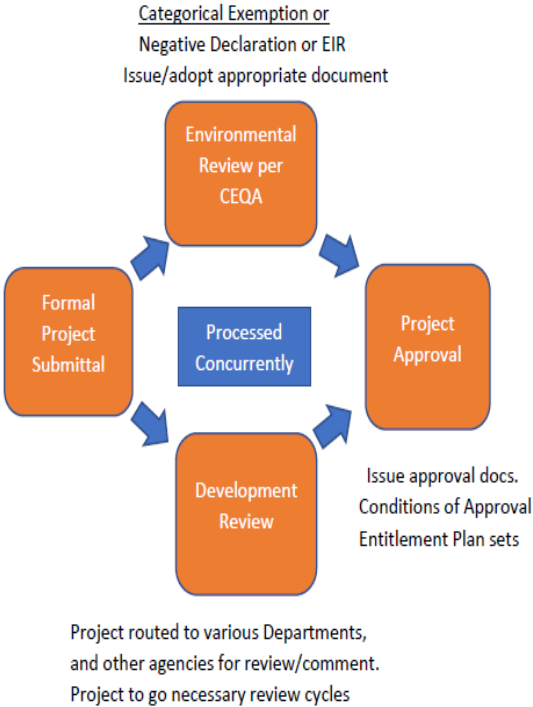 Categorical Exemption or
Negative Declaration or EIR
Issue/adopt appropriate document
Environmental
Review per
CEQA
Formal
Project
Submittal
Processed
Concurrently
Project
Approval
Development
Review
Issue approval docs.
Conditions of Approval
Entitlement Plan sets
Project routed to various Departments,
and other agencies for review/comment.
Project to go necessary review cycles